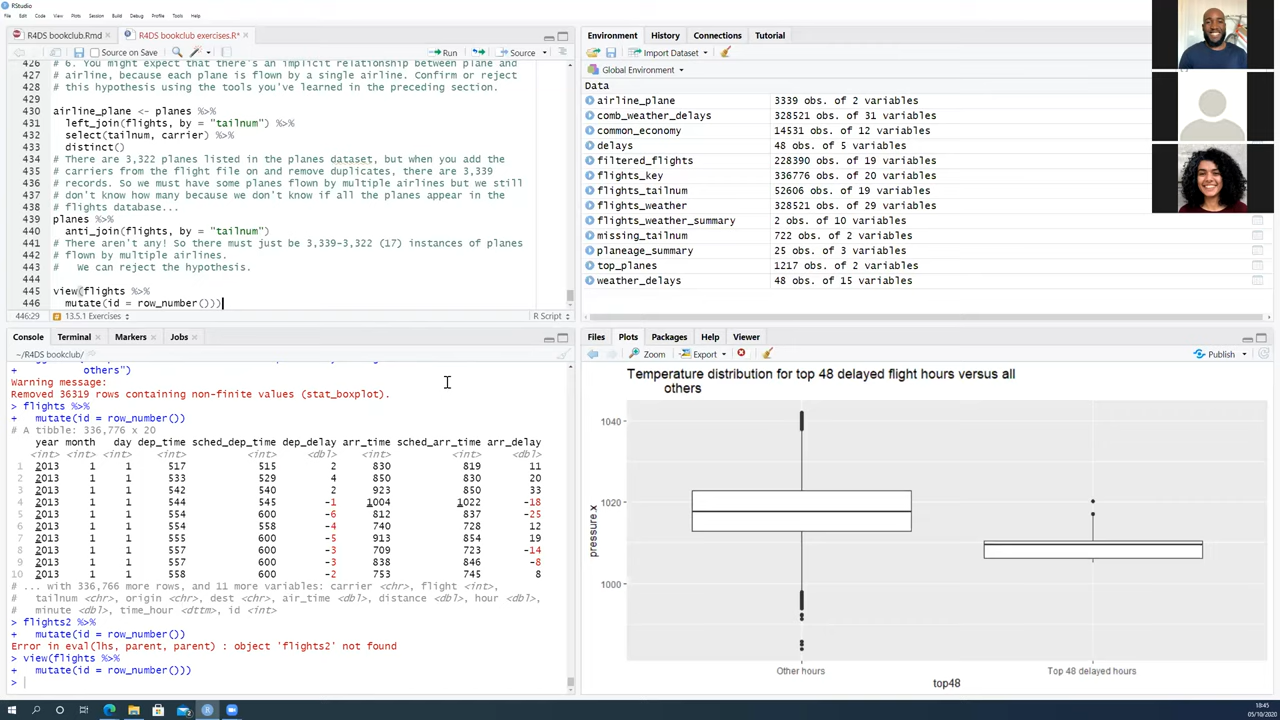 RStudio
File Edit Code View Plots Session Build Debug Profile Tools Help
R4DS bookclub.Rmd
R4DS bookclub exercises.R*
Source on Save
Run
Source
426 # 6. You might expect that there's an implicit relationship between plane and
427 # airline, because each plane is flown by a single airline. Confirm or reject
428 # this hypothesis using the tools you've learned in the preceding section.
429
430 airline_plane <- planes %>%
431 left_join(flights, by = "tailnum") %>%
432 select(tailnum, carrier) %>%
433 distinct()
434 # There are 3,322 planes listed in the planes dataset, but when you add the
435 # carriers from the flight file on and remove duplicates, there are 3,339
436 # records. So we must have some planes flown by multiple airlines but we still
437 # don't know how many because we don't know if all the planes appear in the
438 # flights database...
439 planes %>%
440 anti_join(flights, by = "tailnum")
441 # There aren't any! So there must just be 3,339-3,322 (17) instances of planes
442 # flown by multiple airlines.
443 # We can reject the hypothesis.
444
445 view(flights %>%
446 mutate(id = row_number()))
446:29
13.5.1 Exercises
R Script
Console Terminal Markers Jobs
~/R4DS bookclub/
+ others")
Warning message:
Removed 36319 rows containing non-finite values (stat_boxplot).
> flights %>%
+ mutate(id = row_number())
# A tibble: 336,776 x 20
year month day dep_time sched_dep_time dep_delay arr_time sched_arr_time arr_delay
<int> <int> <int> <int> <int> <dbl> <int> <int> <dbl>
1 2013 1 1 517 515 2 830 819 11
2 2013 1 1 533 529 4 850 830 20
3 2013 1 1 542 540 2 923 850 33
4 2013 1 1 544 545 -1 1004 1022 -18
5 2013 1 1 554 600 -6 812 837 -25
6 2013 1 1 554 558 -4 740 728 12
7 2013 1 1 555 600 -5 913 854 19
8 2013 1 1 557 600 -3 709 723 -14
9 2013 1 1 557 600 -3 838 846 -8
10 2013 1 1 558 600 -2 753 745 8
# ... with 336,766 more rows, and 11 more variables: carrier <chr>, flight <int>,
# tailnum <chr>, origin <chr>, dest <chr>, air_time <dbl>, distance <dbl>, hour <dbl>,
# minute <dbl>, time_hour <dttm>, id <int>
> flights2 %>%
+ mutate(id = row_number())
Error in eval(lhs, parent, parent) : object 'flights2' not found
> view(flights %>%
+ mutate(id = row_number()))
>
Environment History Connections Tutorial
Import Dataset
Global Environment
Data
airline_plane 3339 obs. of 2 variables
comb_weather_delays 328521 obs. of 31 variables
common_economy 14531 obs. of 12 variables
delays 48 obs. of 5 variables
filtered_flights 228390 obs. of 19 variables
flights_key 336776 obs. of 20 variables
flights_tailnum 52606 obs. of 19 variables
flights_weather 328521 obs. of 29 variables
flights_weather_summary 2 obs. of 10 variables
missing_tailnum 722 obs. of 2 variables
planeage_summary 25 obs. of 3 variables
top_planes 1217 obs. of 2 variables
weather_delays 48 obs. of 15 variables
Files Plots Packages Help Viewer
Zoom
Export
Publish
Temperature distribution for top 48 delayed flight hours versus all
others
1040
1020
1000
pressure.x
Other hours
Top 48 delayed hours
top48
18:45
05/10/2020